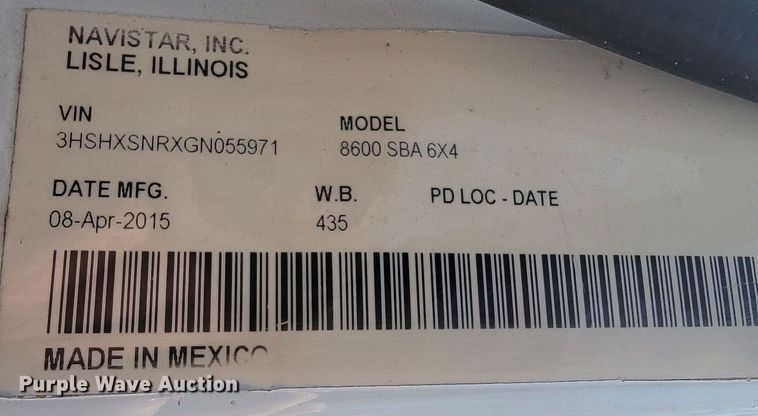 NAVISTAR, INC.
LISLE, ILLINOIS
VIN MODEL
3HSHXSNRXGN055971 8600 SBA 6X4
DATE MFG. W.B. PD LOC - DATE
08-Apr-2015 435
MADE IN MEXICO
Purple Wave Auction